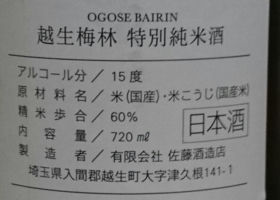 OGOSE BAIRIN
越生梅林 特別純米酒
アルコール分／15度
原材料名／米(国産)・米こうじ(国産米)
精米歩合／60%
内容量／720㎖
日本酒
製造者／有限会社 佐藤酒造店
埼玉県入間郡越生町大字津久根141-1